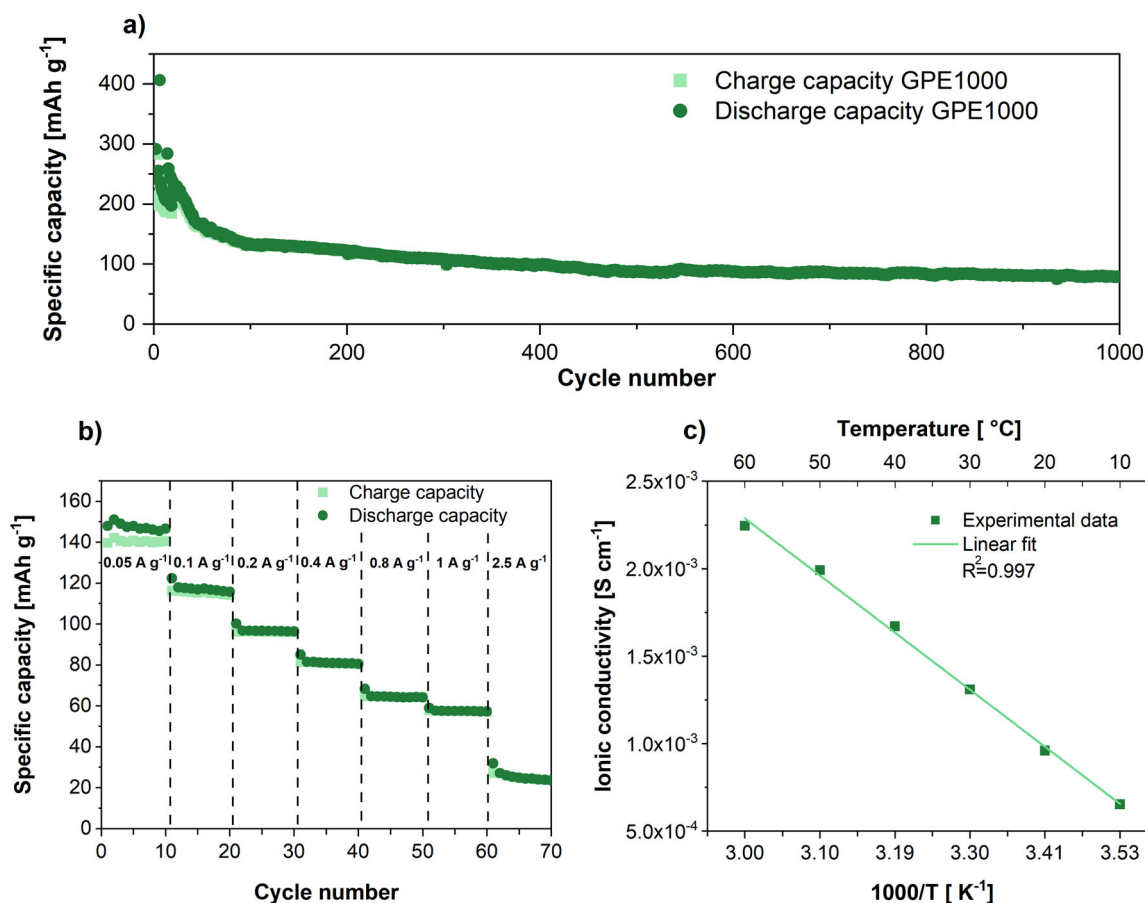 a)
Specific capacity [mAh g⁻¹]
400
300
200
100
0
Charge capacity GPE1000
Discharge capacity GPE1000
0 200 400 600 800 1000
Cycle number
b)
Specific capacity [mAh g⁻¹]
160
140
120
100
80
60
40
20
0
Charge capacity
Discharge capacity
0.05 A g⁻¹ 0.1 A g⁻¹ 0.2 A g⁻¹ 0.4 A g⁻¹ 0.8 A g⁻¹ 1 A g⁻¹ 2.5 A g⁻¹
0 10 20 30 40 50 60 70
Cycle number
c)
Temperature [ °C]
60 50 40 30 20 10
Ionic conductivity [S cm⁻¹]
2.5x10⁻³
2.0x10⁻³
1.5x10⁻³
1.0x10⁻³
5.0x10⁻⁴
Experimental data
Linear fit
R²=0.997
3.00 3.10 3.19 3.30 3.41 3.53
1000/T [ K⁻¹]